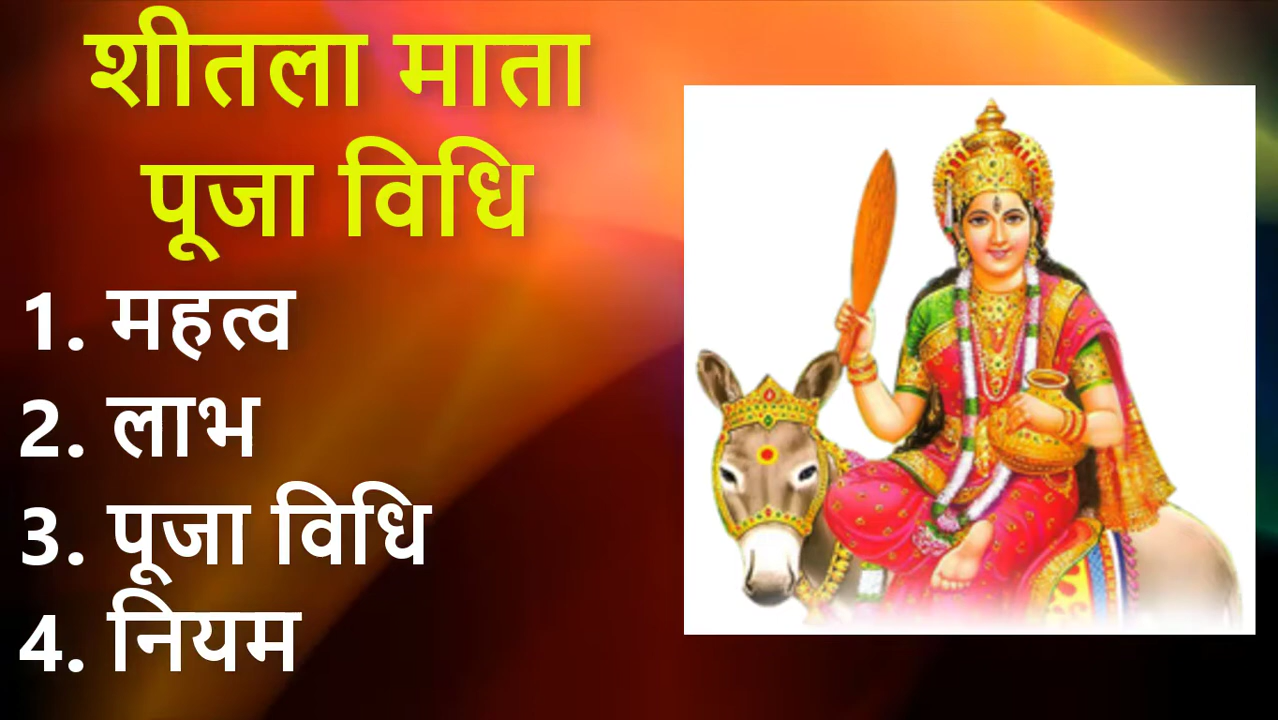 शीतला माता
पूजा विधि
1. महत्व
2. लाभ
3. पूजा विधि
4. नियम